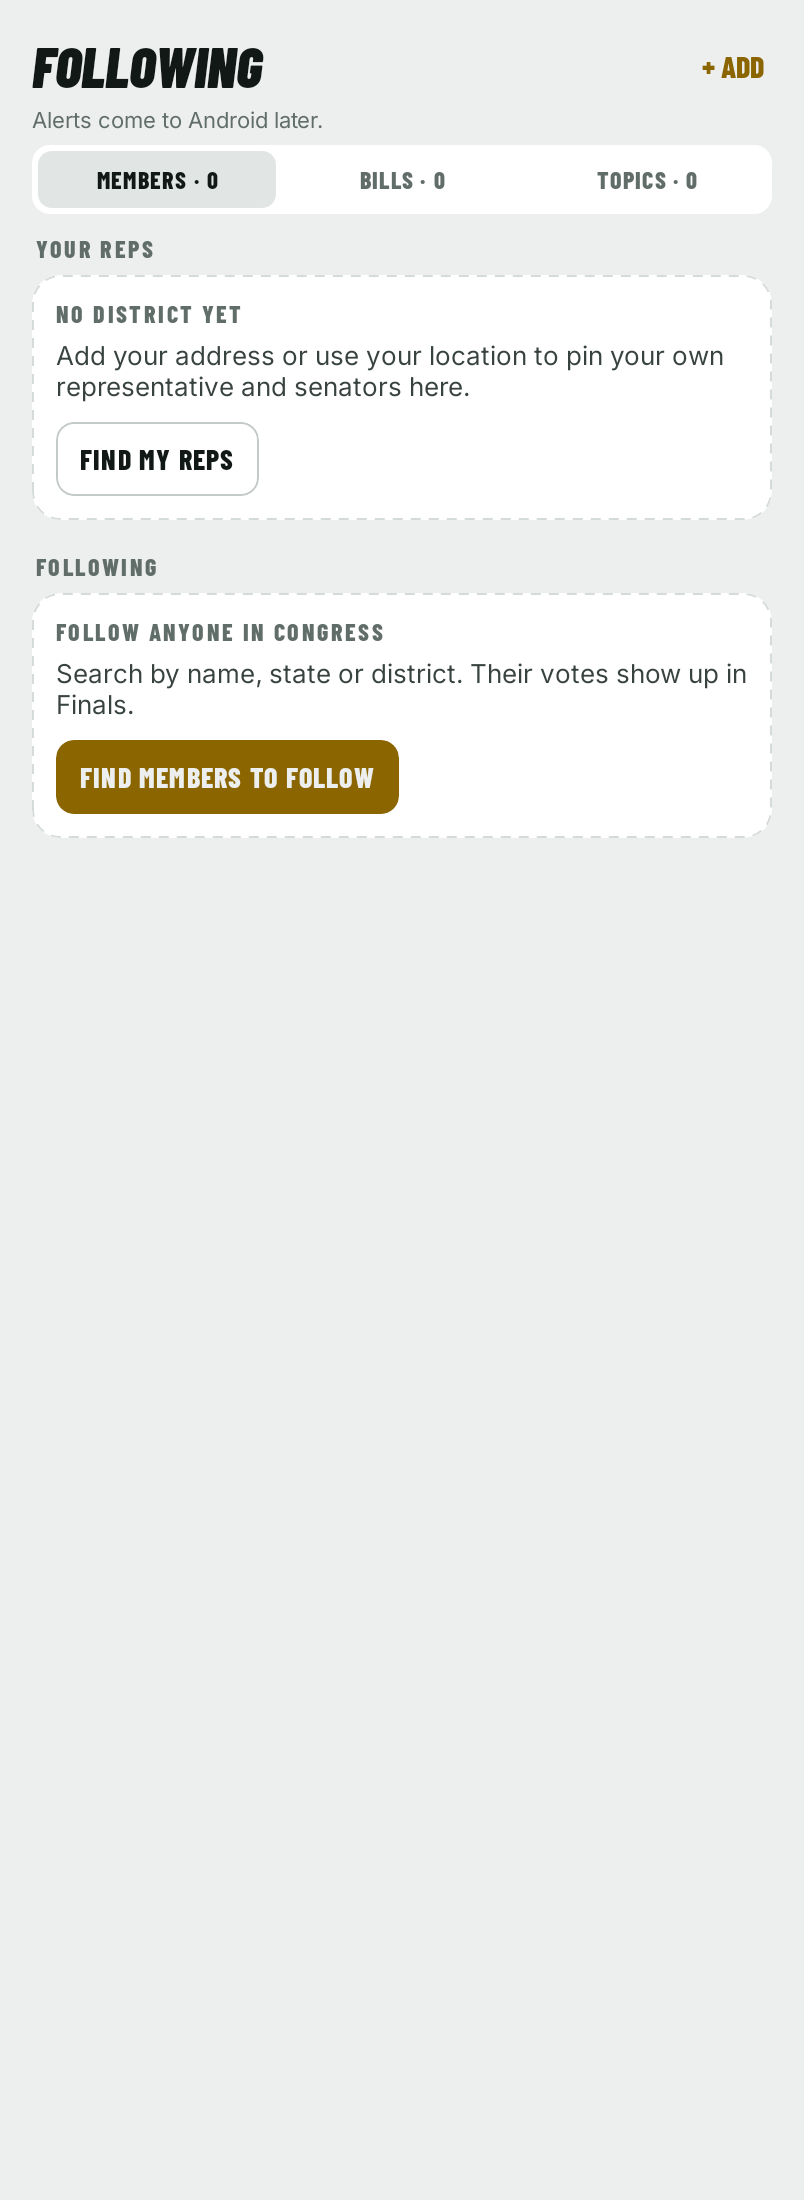 FOLLOWING
+ ADD
Alerts come to Android later.
MEMBERS · 0
BILLS · 0
TOPICS · 0
YOUR REPS
NO DISTRICT YET
Add your address or use your location to pin your own
representative and senators here.
FIND MY REPS
FOLLOWING
FOLLOW ANYONE IN CONGRESS
Search by name, state or district. Their votes show up in
Finals.
FIND MEMBERS TO FOLLOW